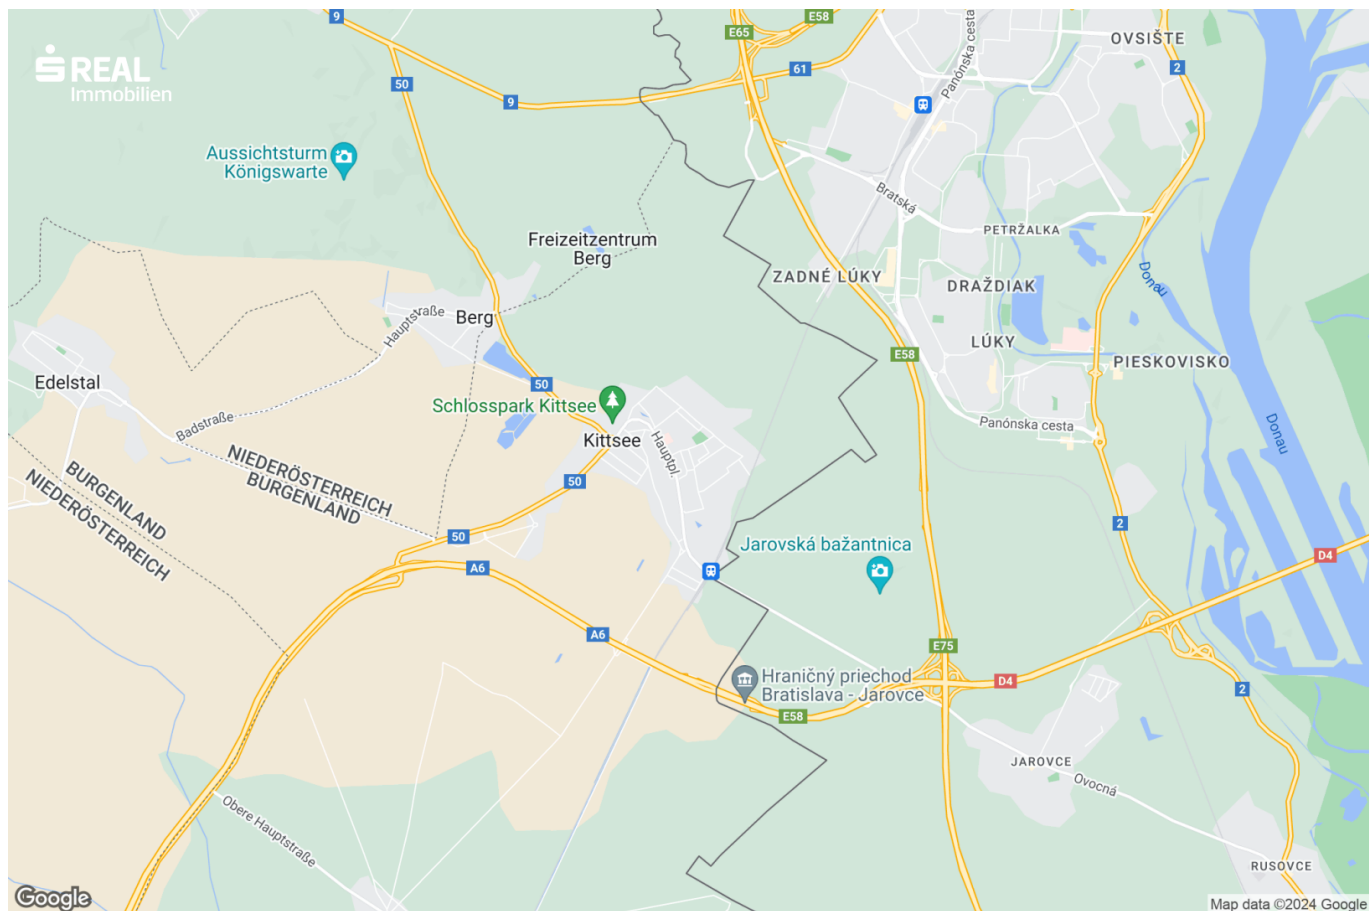 9
E58
E65
OVSIŠTE
Panónska cesta
2
61
50
9
S REAL
Immobilien
Aussichtsturm
Königswarte
Bratská
PETRŽALKA
Freizeitzentrum
Berg
ZADNÉ LÚKY
DRAŽDIAK
Donau
Hauptstraße
Berg
LÚKY
E58
PIESKOVISKO
Edelstal
50
Schlosspark Kittsee
Kittsee
Badstraße
Hauptpl.
Panónska cesta
Donau
NIEDERÖSTERREICH
BURGENLAND
BURGENLAND
NIEDERÖSTERREICH
50
50
2
Jarovská bažantnica
D4
A6
A6
E75
Hraničný priechod
Bratislava - Jarovce
D4
2
E58
JAROVCE
Ovocná
Obere Hauptstraße
RUSOVCE
Google
Map data ©2024 Google